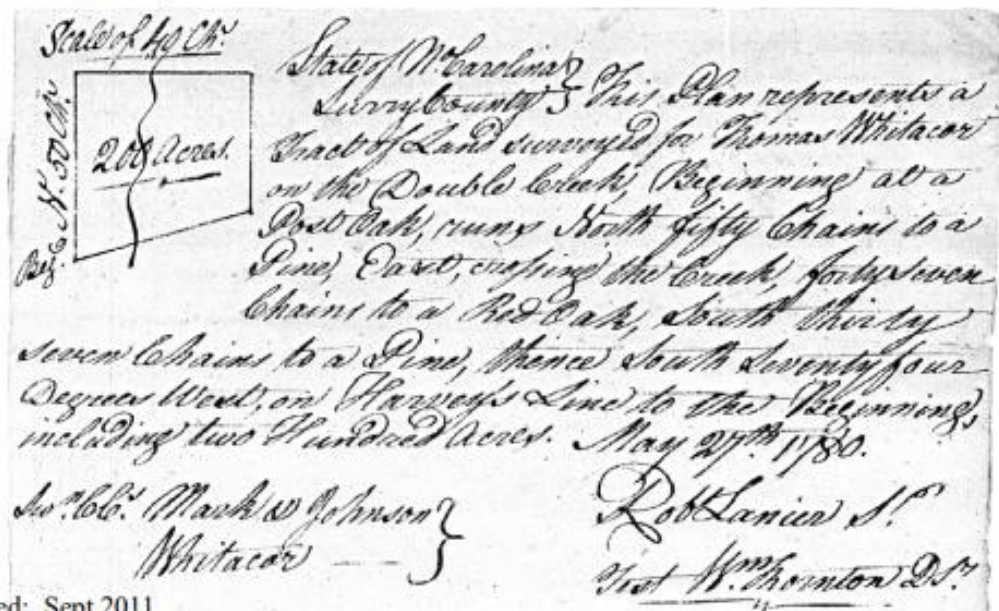 Scale of 40 Chs.
200 Acres.
Beg. N. 50 Ch.
State of No. Carolina }
Surry County } This Plan represents a
Tract of Land surveyed for Thomas Whitacor
on the Double Creek, Beginning at a
Post Oak, runs North fifty Chains to a
Pine, East, crossing the Creek, forty seven
Chains to a Red Oak, South thirty
seven Chains to a Pine, thence South Seventy four
Degrees West, on Harvey's Line to the Beginning,
including two Hundred Acres. May 27th 1780.
Mark & Johnson }
Whitacor
Rob Lanier S.
Test Wm. Thornton D Sr.
ed: Sept 2011